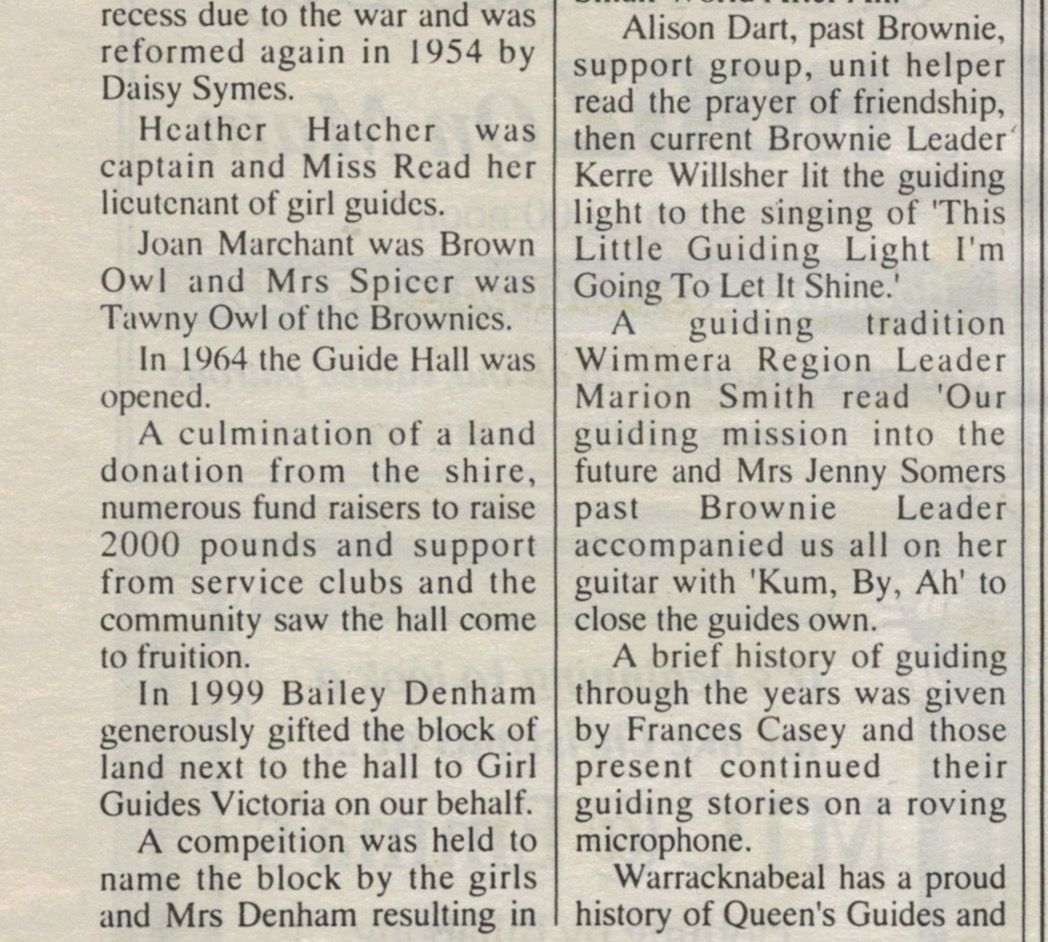 recess due to the war and was
reformed again in 1954 by
Daisy Symes.
Heather Hatcher was
captain and Miss Read her
lieutenant of girl guides.
Joan Marchant was Brown
Owl and Mrs Spicer was
Tawny Owl of the Brownies.
In 1964 the Guide Hall was
opened.
A culmination of a land
donation from the shire,
numerous fund raisers to raise
2000 pounds and support
from service clubs and the
community saw the hall come
to fruition.
In 1999 Bailey Denham
generously gifted the block of
land next to the hall to Girl
Guides Victoria on our behalf.
A compeition was held to
name the block by the girls
and Mrs Denham resulting in
Alison Dart, past Brownie,
support group, unit helper
read the prayer of friendship,
then current Brownie Leader
Kerre Willsher lit the guiding
light to the singing of 'This
Little Guiding Light I'm
Going To Let It Shine.'
A guiding tradition
Wimmera Region Leader
Marion Smith read 'Our
guiding mission into the
future and Mrs Jenny Somers
past Brownie Leader
accompanied us all on her
guitar with 'Kum, By, Ah' to
close the guides own.
A brief history of guiding
through the years was given
by Frances Casey and those
present continued their
guiding stories on a roving
microphone.
Warracknabeal has a proud
history of Queen's Guides and